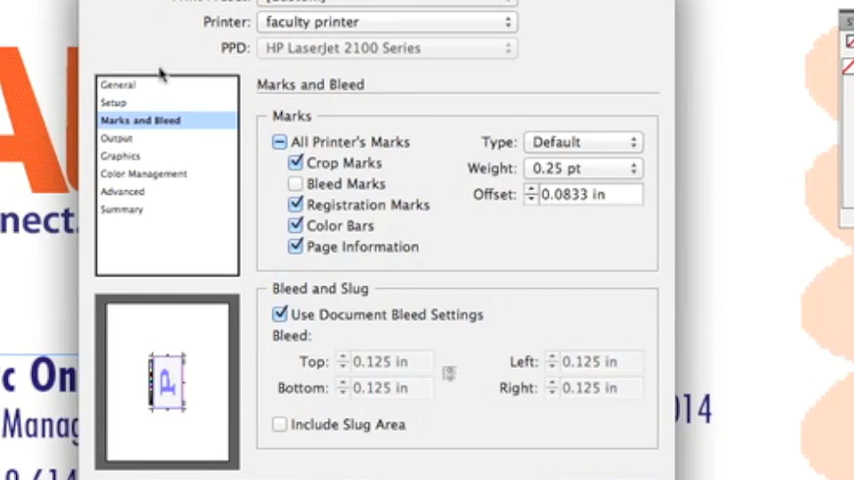 Printer: faculty printer
PPD: HP LaserJet 2100 Series
General
Setup
Marks and Bleed
Output
Graphics
Color Management
Advanced
Summary
Marks and Bleed
Marks
All Printer's Marks
Crop Marks
Bleed Marks
Registration Marks
Color Bars
Page Information
Type: Default
Weight: 0.25 pt
Offset: 0.0833 in
Bleed and Slug
Use Document Bleed Settings
Bleed:
Top: 0.125 in Left: 0.125 in
Bottom: 0.125 in Right: 0.125 in
Include Slug Area
P
nnect.
c On
Manag
014